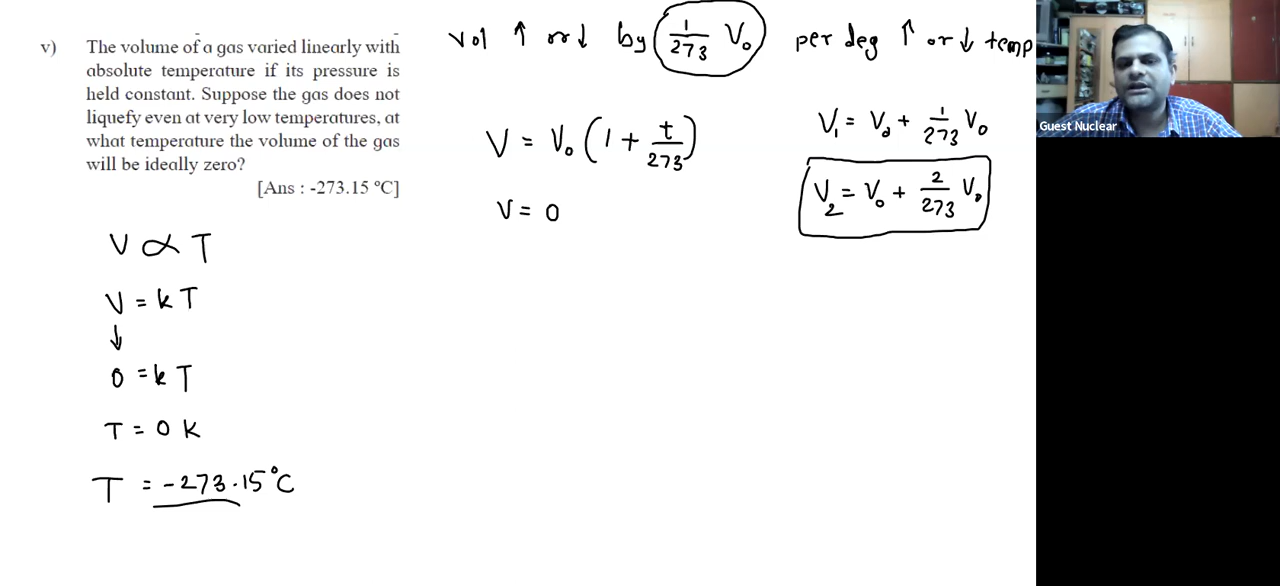 v) The volume of a gas varied linearly with
absolute temperature if its pressure is
held constant. Suppose the gas does not
liquefy even at very low temperatures, at
what temperature the volume of the gas
will be ideally zero?
[Ans : -273.15 °C]
V ∝ T
V = k T
↓
0 = k T
T = 0 K
T = -273.15°C
Vol ↑ or ↓ by 1/273 V₀ per deg ↑ or ↓ temp
V = V₀ (1 + t/273)
V = 0
V₁ = V₀ + 1/273 V₀
V₂ = V₀ + 2/273 V₀
Guest Nuclear